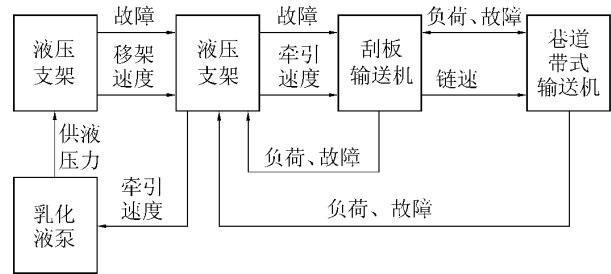 液压
支架
故障
移架
速度
液压
支架
故障
牵引
速度
刮板
输送机
负荷、故障
链速
巷道
带式
输送机
供液
压力
乳化
液泵
牵引
速度
负荷、故障
负荷、故障